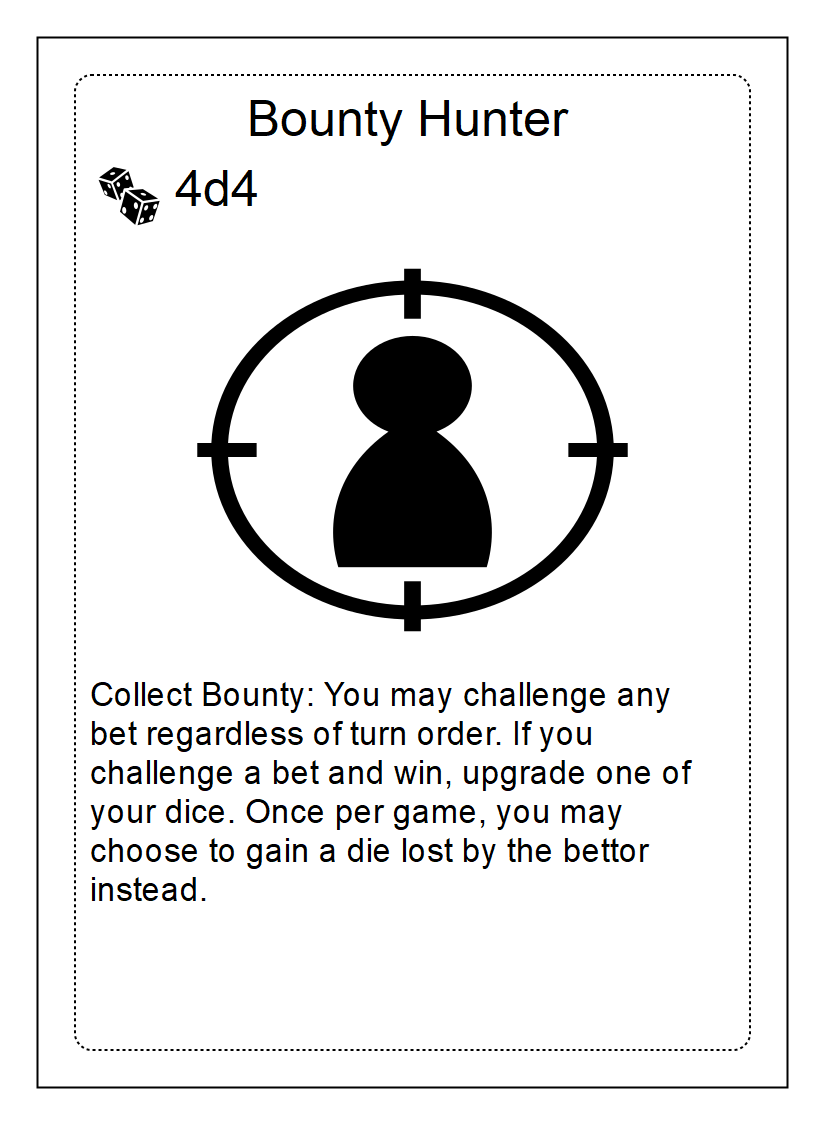 Bounty Hunter
4d4
Collect Bounty: You may challenge any
bet regardless of turn order. If you
challenge a bet and win, upgrade one of
your dice. Once per game, you may
choose to gain a die lost by the bettor
instead.